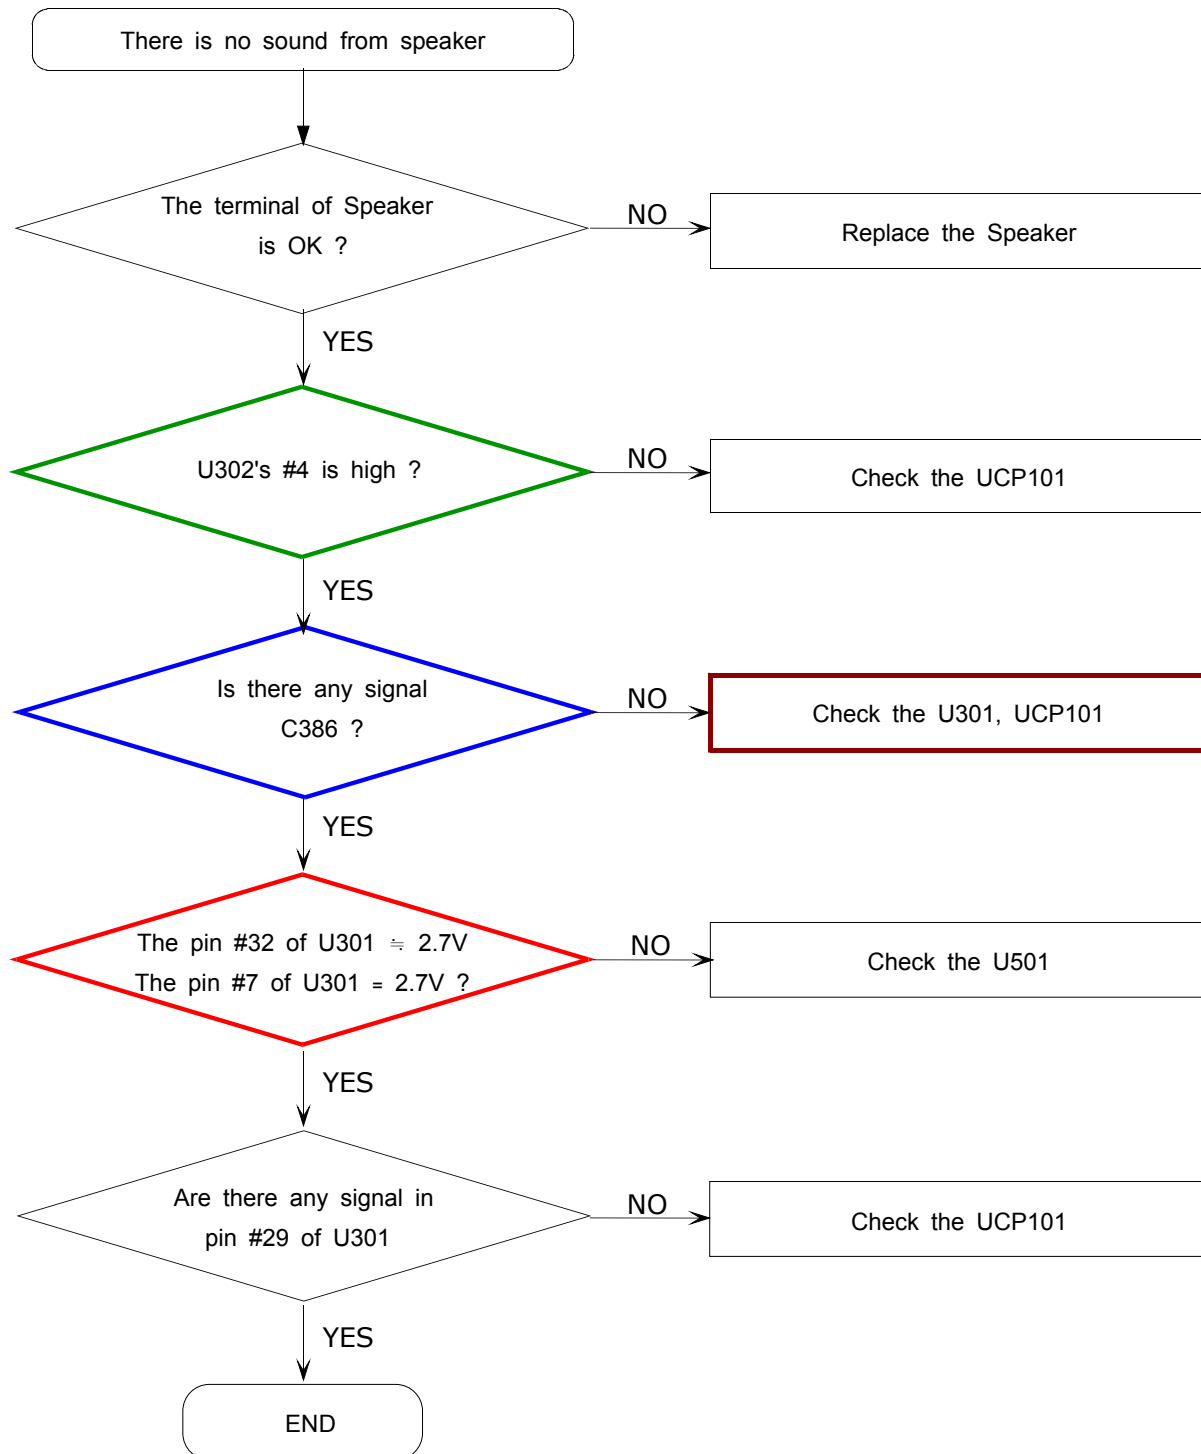 There is no sound from speaker
The terminal of Speaker
is OK ?
NO
Replace the Speaker
YES
U302's #4 is high ?
NO
Check the UCP101
YES
Is there any signal
C386 ?
NO
Check the U301, UCP101
YES
The pin #32 of U301 ≒ 2.7V
The pin #7 of U301 = 2.7V ?
NO
Check the U501
YES
Are there any signal in
pin #29 of U301
NO
Check the UCP101
YES
END